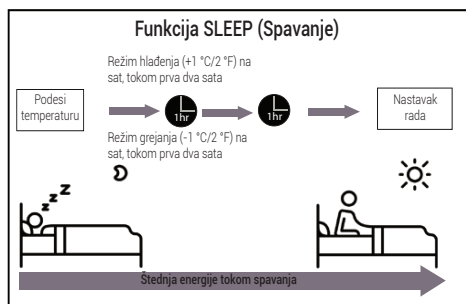 Funkcija SLEEP (Spavanje)
Režim hlađenja (+1 °C/2 °F) na
sat, tokom prva dva sata
Podesi
temperaturu
1hr
1hr
Nastavak
rada
Režim grejanja (-1 °C/2 °F) na
sat, tokom prva dva sata
z z z
Štednja energije tokom spavanja